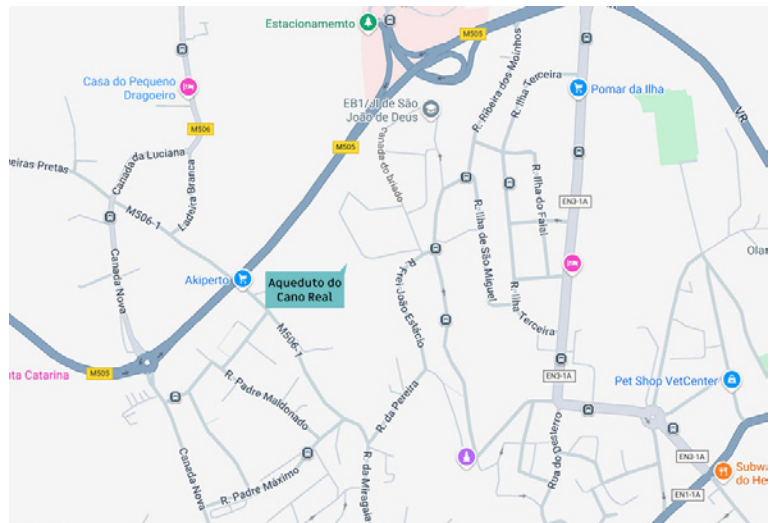 Estacionamemto
M505
Casa do Pequeno
Dragoeiro
EB1/JI de São
João de Deus
R. Ribeira dos Moinhos
R. Ilha Terceira
Pomar da Ilha
VR
M506
M505
Canada da Luciana
Ladeira Branca
eiras Pretas
M506-1
Canada do briado
R. Ilha do Faial
EN3-1A
R. Ilha de São Miguel
Canada Nova
Akiperto
Aqueduto do
Cano Real
R. Frei João Estácio
R. Ilha Terceira
Olar
M506-1
nta Catarina
M505
R. Padre Maldonado
EN3-1A
Pet Shop VetCenter
R. da Pereira
Rua do Desterro
R. Padre Máximo
R. da Miragaia
Canada Nova
EN3-1A
EN1-1A
Subwa
do He